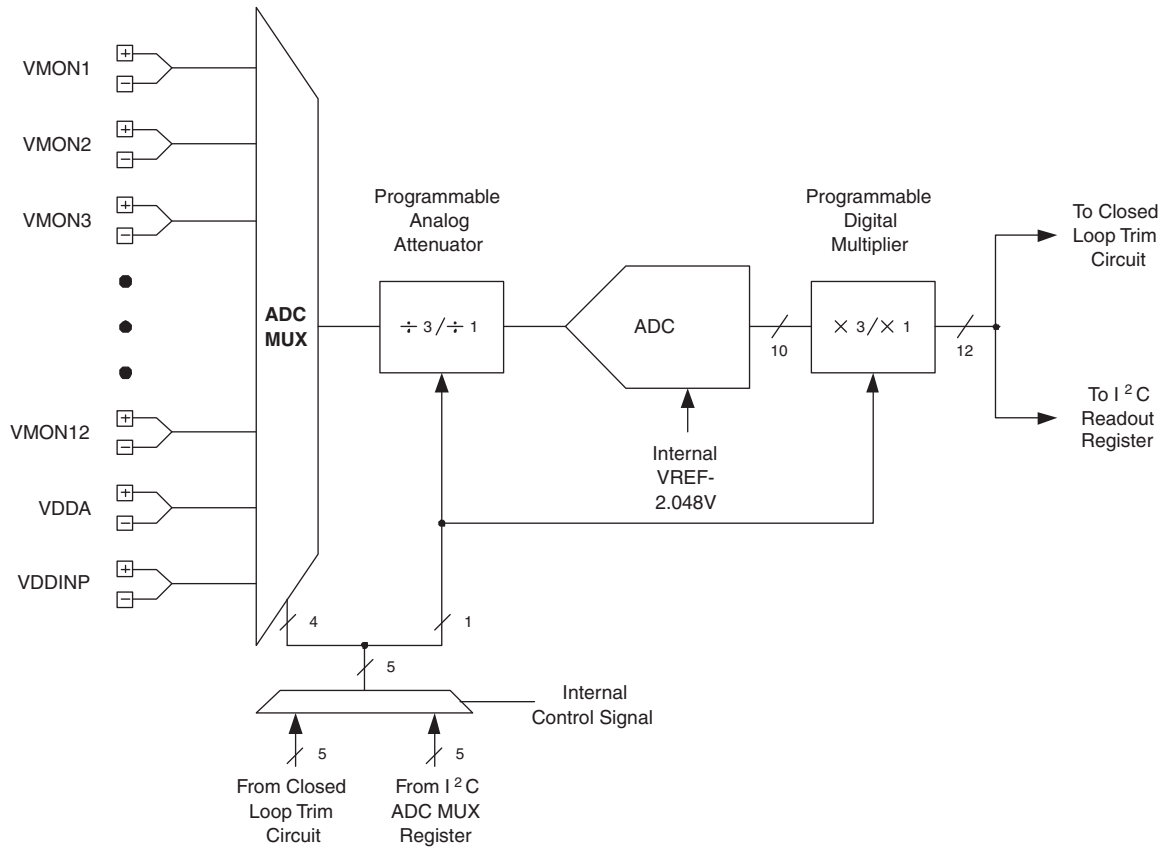 VMON1
+
−
VMON2
+
−
VMON3
+
−
VMON12
+
−
VDDA
+
−
VDDINP
+
−
ADC
MUX
Programmable
Analog
Attenuator
÷ 3 / ÷ 1
ADC
10
Internal
VREF-
2.048V
Programmable
Digital
Multiplier
× 3 / × 1
12
To Closed
Loop Trim
Circuit
To I 2 C
Readout
Register
4
1
5
Internal
Control Signal
5
5
From Closed
Loop Trim
Circuit
From I 2 C
ADC MUX
Register